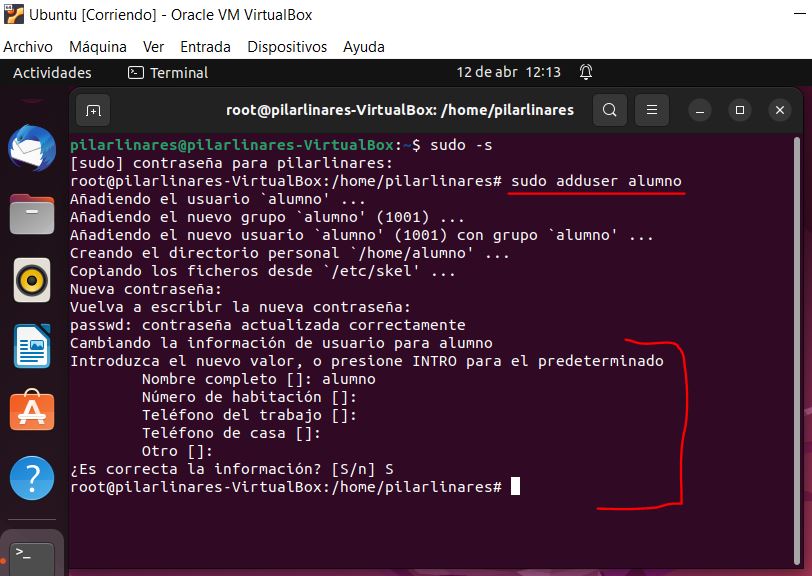 Ubuntu [Corriendo] - Oracle VM VirtualBox
Archivo Máquina Ver Entrada Dispositivos Ayuda
Actividades Terminal 12 de abr 12:13
root@pilarlinares-VirtualBox: /home/pilarlinares
pilarlinares@pilarlinares-VirtualBox:~$ sudo -s
[sudo] contraseña para pilarlinares:
root@pilarlinares-VirtualBox:/home/pilarlinares# sudo adduser alumno
Añadiendo el usuario `alumno' ...
Añadiendo el nuevo grupo `alumno' (1001) ...
Añadiendo el nuevo usuario `alumno' (1001) con grupo `alumno' ...
Creando el directorio personal `/home/alumno' ...
Copiando los ficheros desde `/etc/skel' ...
Nueva contraseña:
Vuelva a escribir la nueva contraseña:
passwd: contraseña actualizada correctamente
Cambiando la información de usuario para alumno
Introduzca el nuevo valor, o presione INTRO para el predeterminado
Nombre completo []: alumno
Número de habitación []:
Teléfono del trabajo []:
Teléfono de casa []:
Otro []:
¿Es correcta la información? [S/n] S
root@pilarlinares-VirtualBox:/home/pilarlinares#